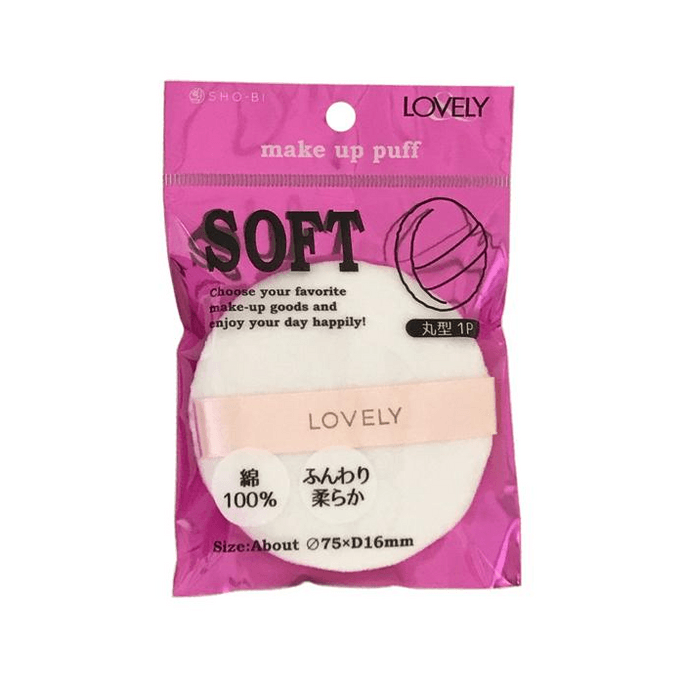 SHO-BI
LOVELY
make up puff
SOFT
Choose your favorite
make-up goods and
enjoy your day happily!
丸型 1P
LOVELY
綿
100%
ふんわり
柔らか
Size:About ∅75×D16mm